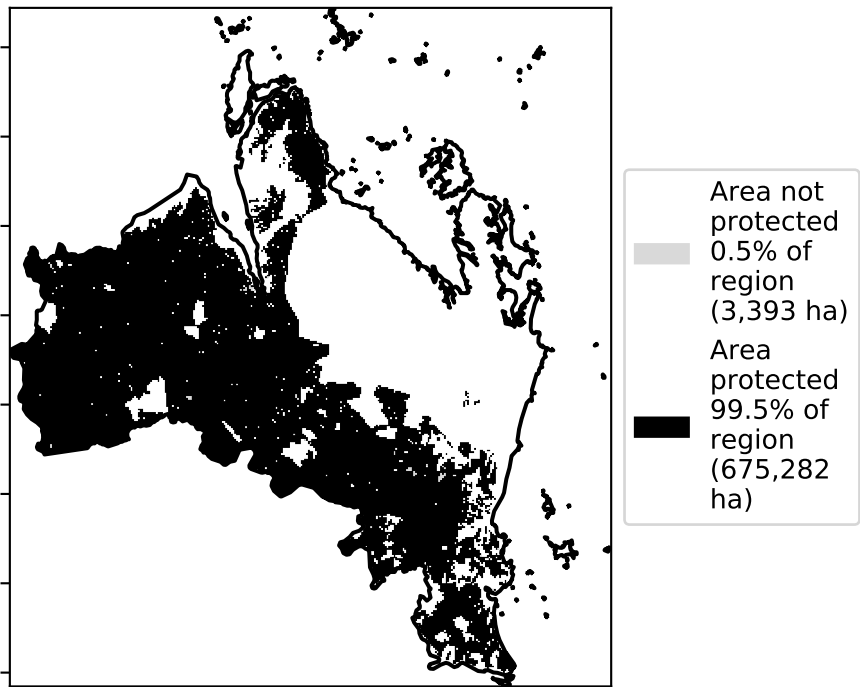 Area not
protected
0.5% of
region
(3,393 ha)
Area
protected
99.5% of
region
(675,282
ha)